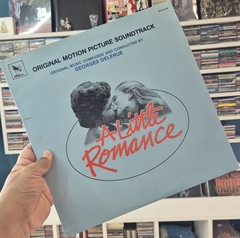 ORIGINAL MOTION PICTURE SOUNDTRACK
ORIGINAL MUSIC COMPOSED AND CONDUCTED BY
GEORGES DELERUE
A Little
Romance